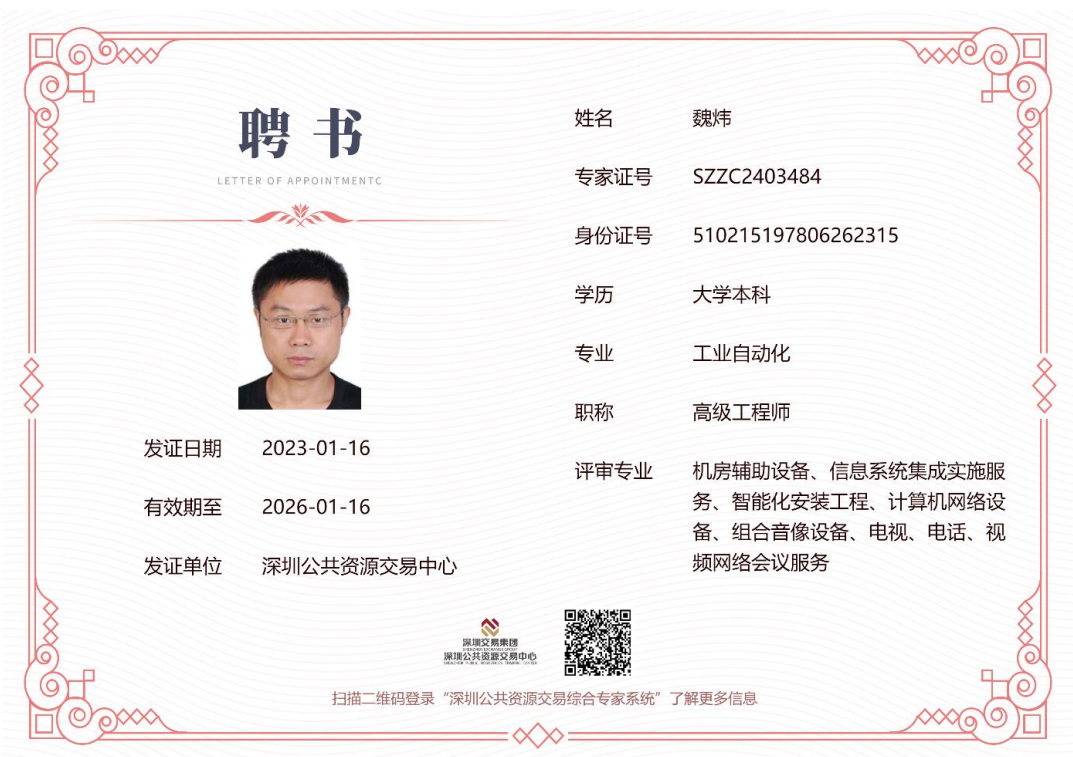 聘书
LETTER OF APPOINTMENTC
发证日期 2023-01-16
有效期至 2026-01-16
发证单位 深圳公共资源交易中心
姓名 魏炜
专家证号 SZZC2403484
身份证号 510215197806262315
学历 大学本科
专业 工业自动化
职称 高级工程师
评审专业 机房辅助设备、信息系统集成实施服
务、智能化安装工程、计算机网络设
备、组合音像设备、电视、电话、视
频网络会议服务
深圳交易集团
SHENZHEN EXCHANGE GROUP
深圳公共资源交易中心
SHENZHEN PUBLIC RESOURCES TRADING CENTER
扫描二维码登录“深圳公共资源交易综合专家系统”了解更多信息